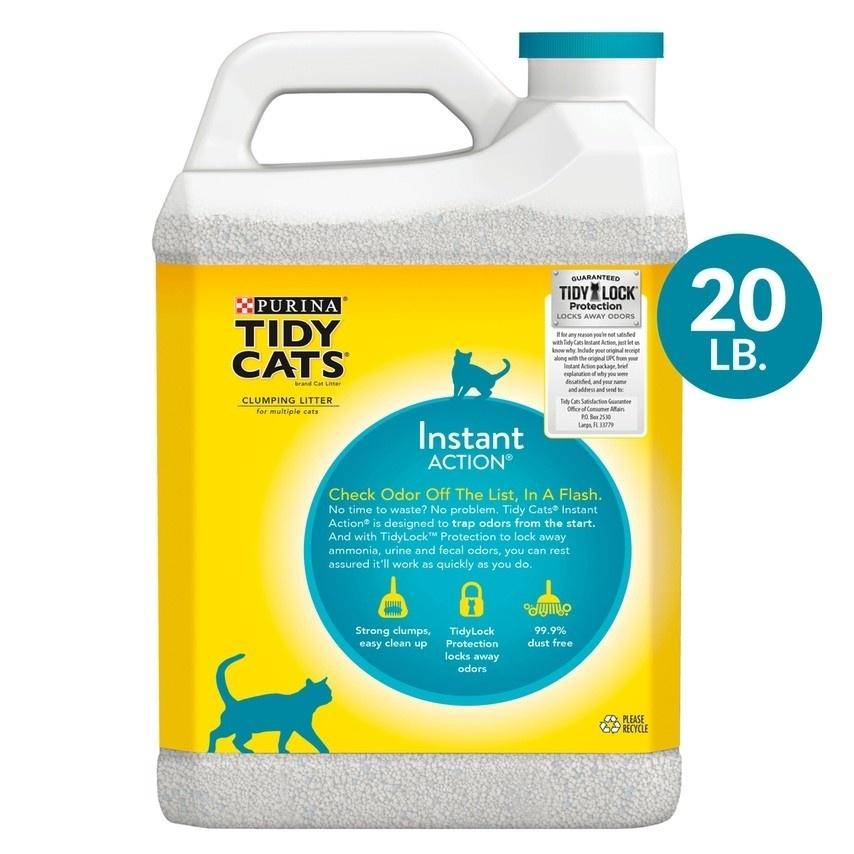 PURINA®
TIDY
CATS®
brand Cat Litter
CLUMPING LITTER
for multiple cats
GUARANTEED
TIDY LOCK™
Protection
LOCKS AWAY ODORS
If for any reason you're not satisfied
with Tidy Cats Instant Action, just let us
know why. Include your original receipt
along with the original UPC from your
Instant Action package, brief
explanation of why you were
dissatisfied, and your name
and address and send to:
Tidy Cats Satisfaction Guarantee
Office of Consumer Affairs
P.O. Box 2530
Largo, FL 33779
20
LB.
Instant
ACTION®
Check Odor Off The List, In A Flash.
No time to waste? No problem. Tidy Cats® Instant
Action® is designed to trap odors from the start.
And with TidyLock™ Protection to lock away
ammonia, urine and fecal odors, you can rest
assured it'll work as quickly as you do.
Strong clumps,
easy clean up
TidyLock
Protection
locks away
odors
99.9%
dust free
PLEASE
RECYCLE